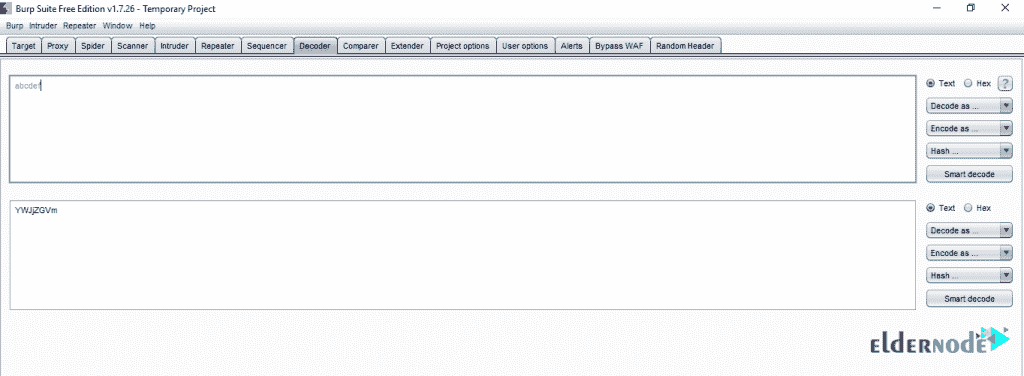 Burp Suite Free Edition v1.7.26 - Temporary Project
Burp Intruder Repeater Window Help
Target Proxy Spider Scanner Intruder Repeater Sequencer Decoder Comparer Extender Project options User options Alerts Bypass WAF Random Header
abcdef
Text Hex ?
Decode as ...
Encode as ...
Hash ...
Smart decode
YWJjZGVm
Text Hex
Decode as ...
Encode as ...
Hash ...
Smart decode
ELDERNODE